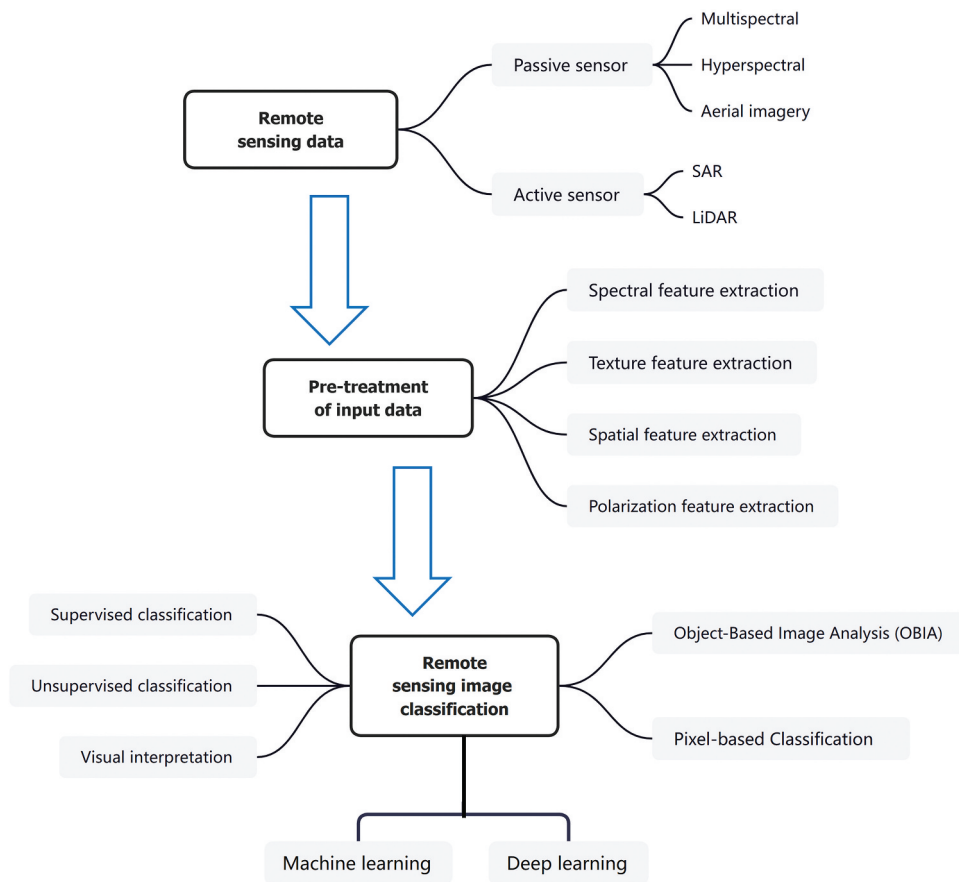 Multispectral
Passive sensor
Hyperspectral
Aerial imagery
Remote
sensing data
SAR
Active sensor
LiDAR
Spectral feature extraction
Texture feature extraction
Pre-treatment
of input data
Spatial feature extraction
Polarization feature extraction
Supervised classification
Unsupervised classification
Visual interpretation
Remote
sensing image
classification
Object-Based Image Analysis (OBIA)
Pixel-based Classification
Machine learning
Deep learning